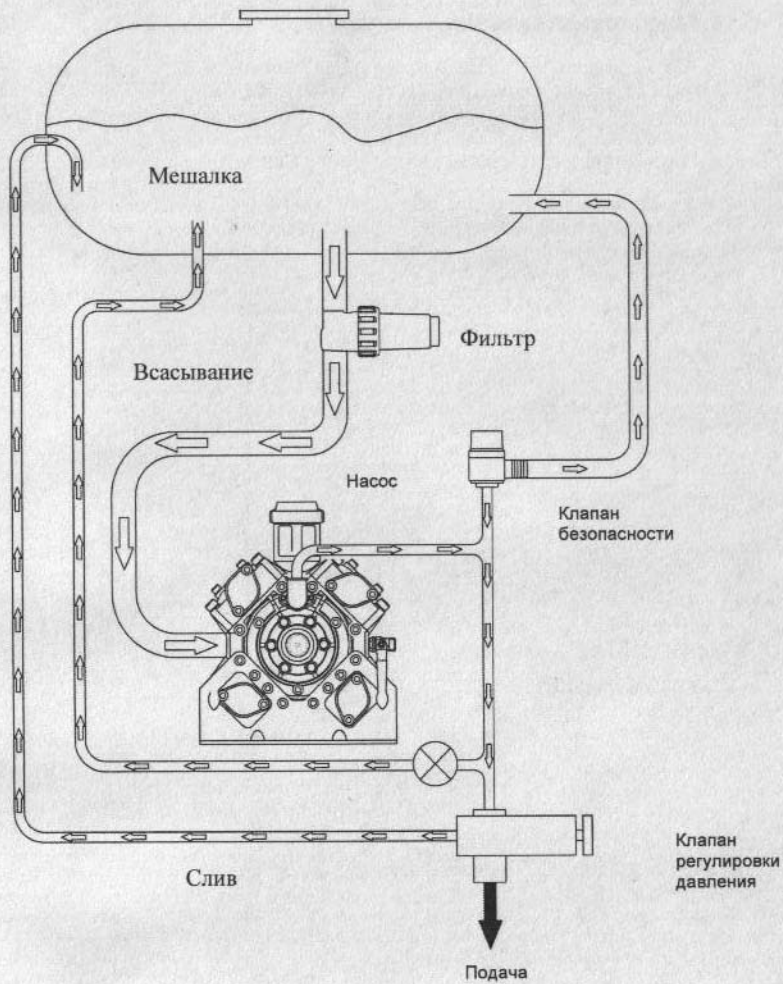 Мешалка
Фильтр
Всасывание
Насос
Клапан
безопасности
Слив
Клапан
регулировки
давления
Подача